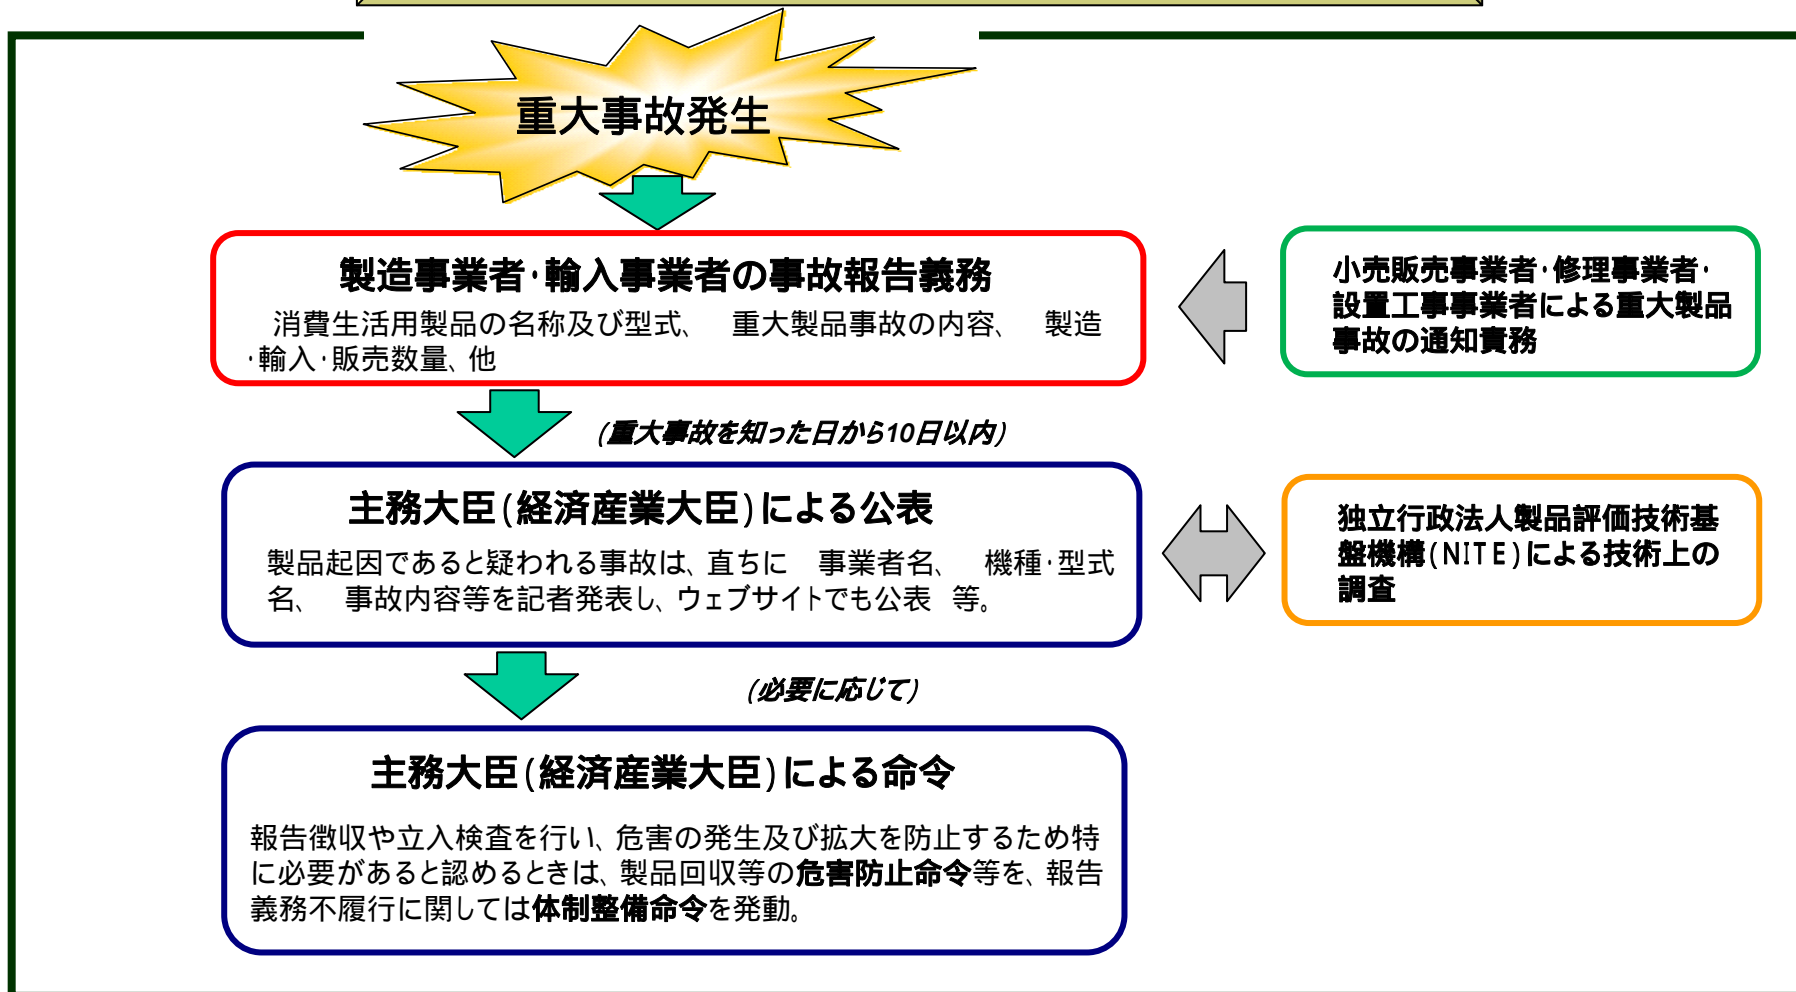 重大事故発生
製造事業者・輸入事業者の事故報告義務
消費生活用製品の名称及び型式、　重大製品事故の内容、　製造
・輸入・販売数量、他
小売販売事業者・修理事業者・
設置工事事業者による重大製品
事故の通知責務
(重大事故を知った日から10日以内)
主務大臣(経済産業大臣)による公表
製品起因であると疑われる事故は、直ちに　事業者名、　機種・型式
名、　事故内容等を記者発表し、ウェブサイトでも公表　等。
独立行政法人製品評価技術基
盤機構(NITE)による技術上の
調査
(必要に応じて)
主務大臣(経済産業大臣)による命令
報告徴収や立入検査を行い、危害の発生及び拡大を防止するため特
に必要があると認めるときは、製品回収等の危害防止命令等を、報告
義務不履行に関しては体制整備命令を発動。